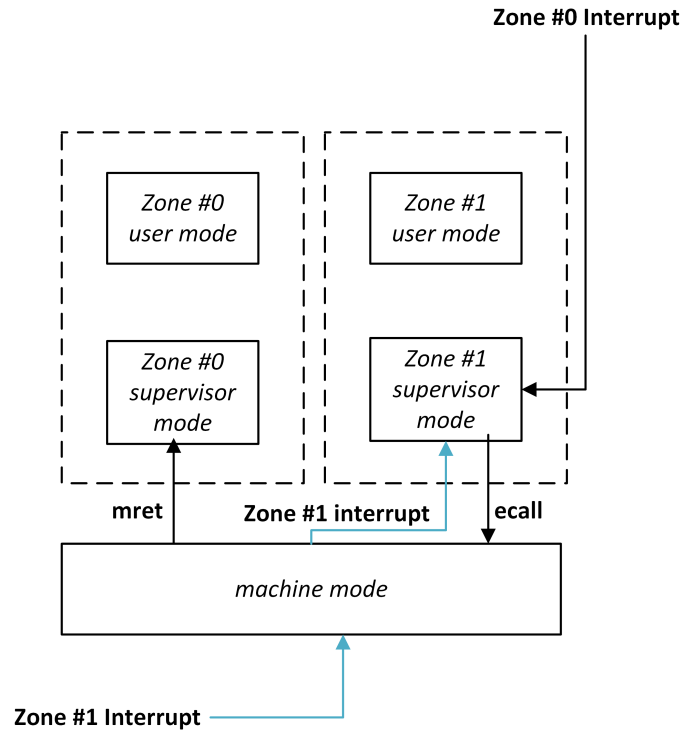 Zone #0 Interrupt
Zone #0
user mode
Zone #1
user mode
Zone #0
supervisor
mode
Zone #1
supervisor
mode
mret
Zone #1 interrupt
ecall
machine mode
Zone #1 Interrupt